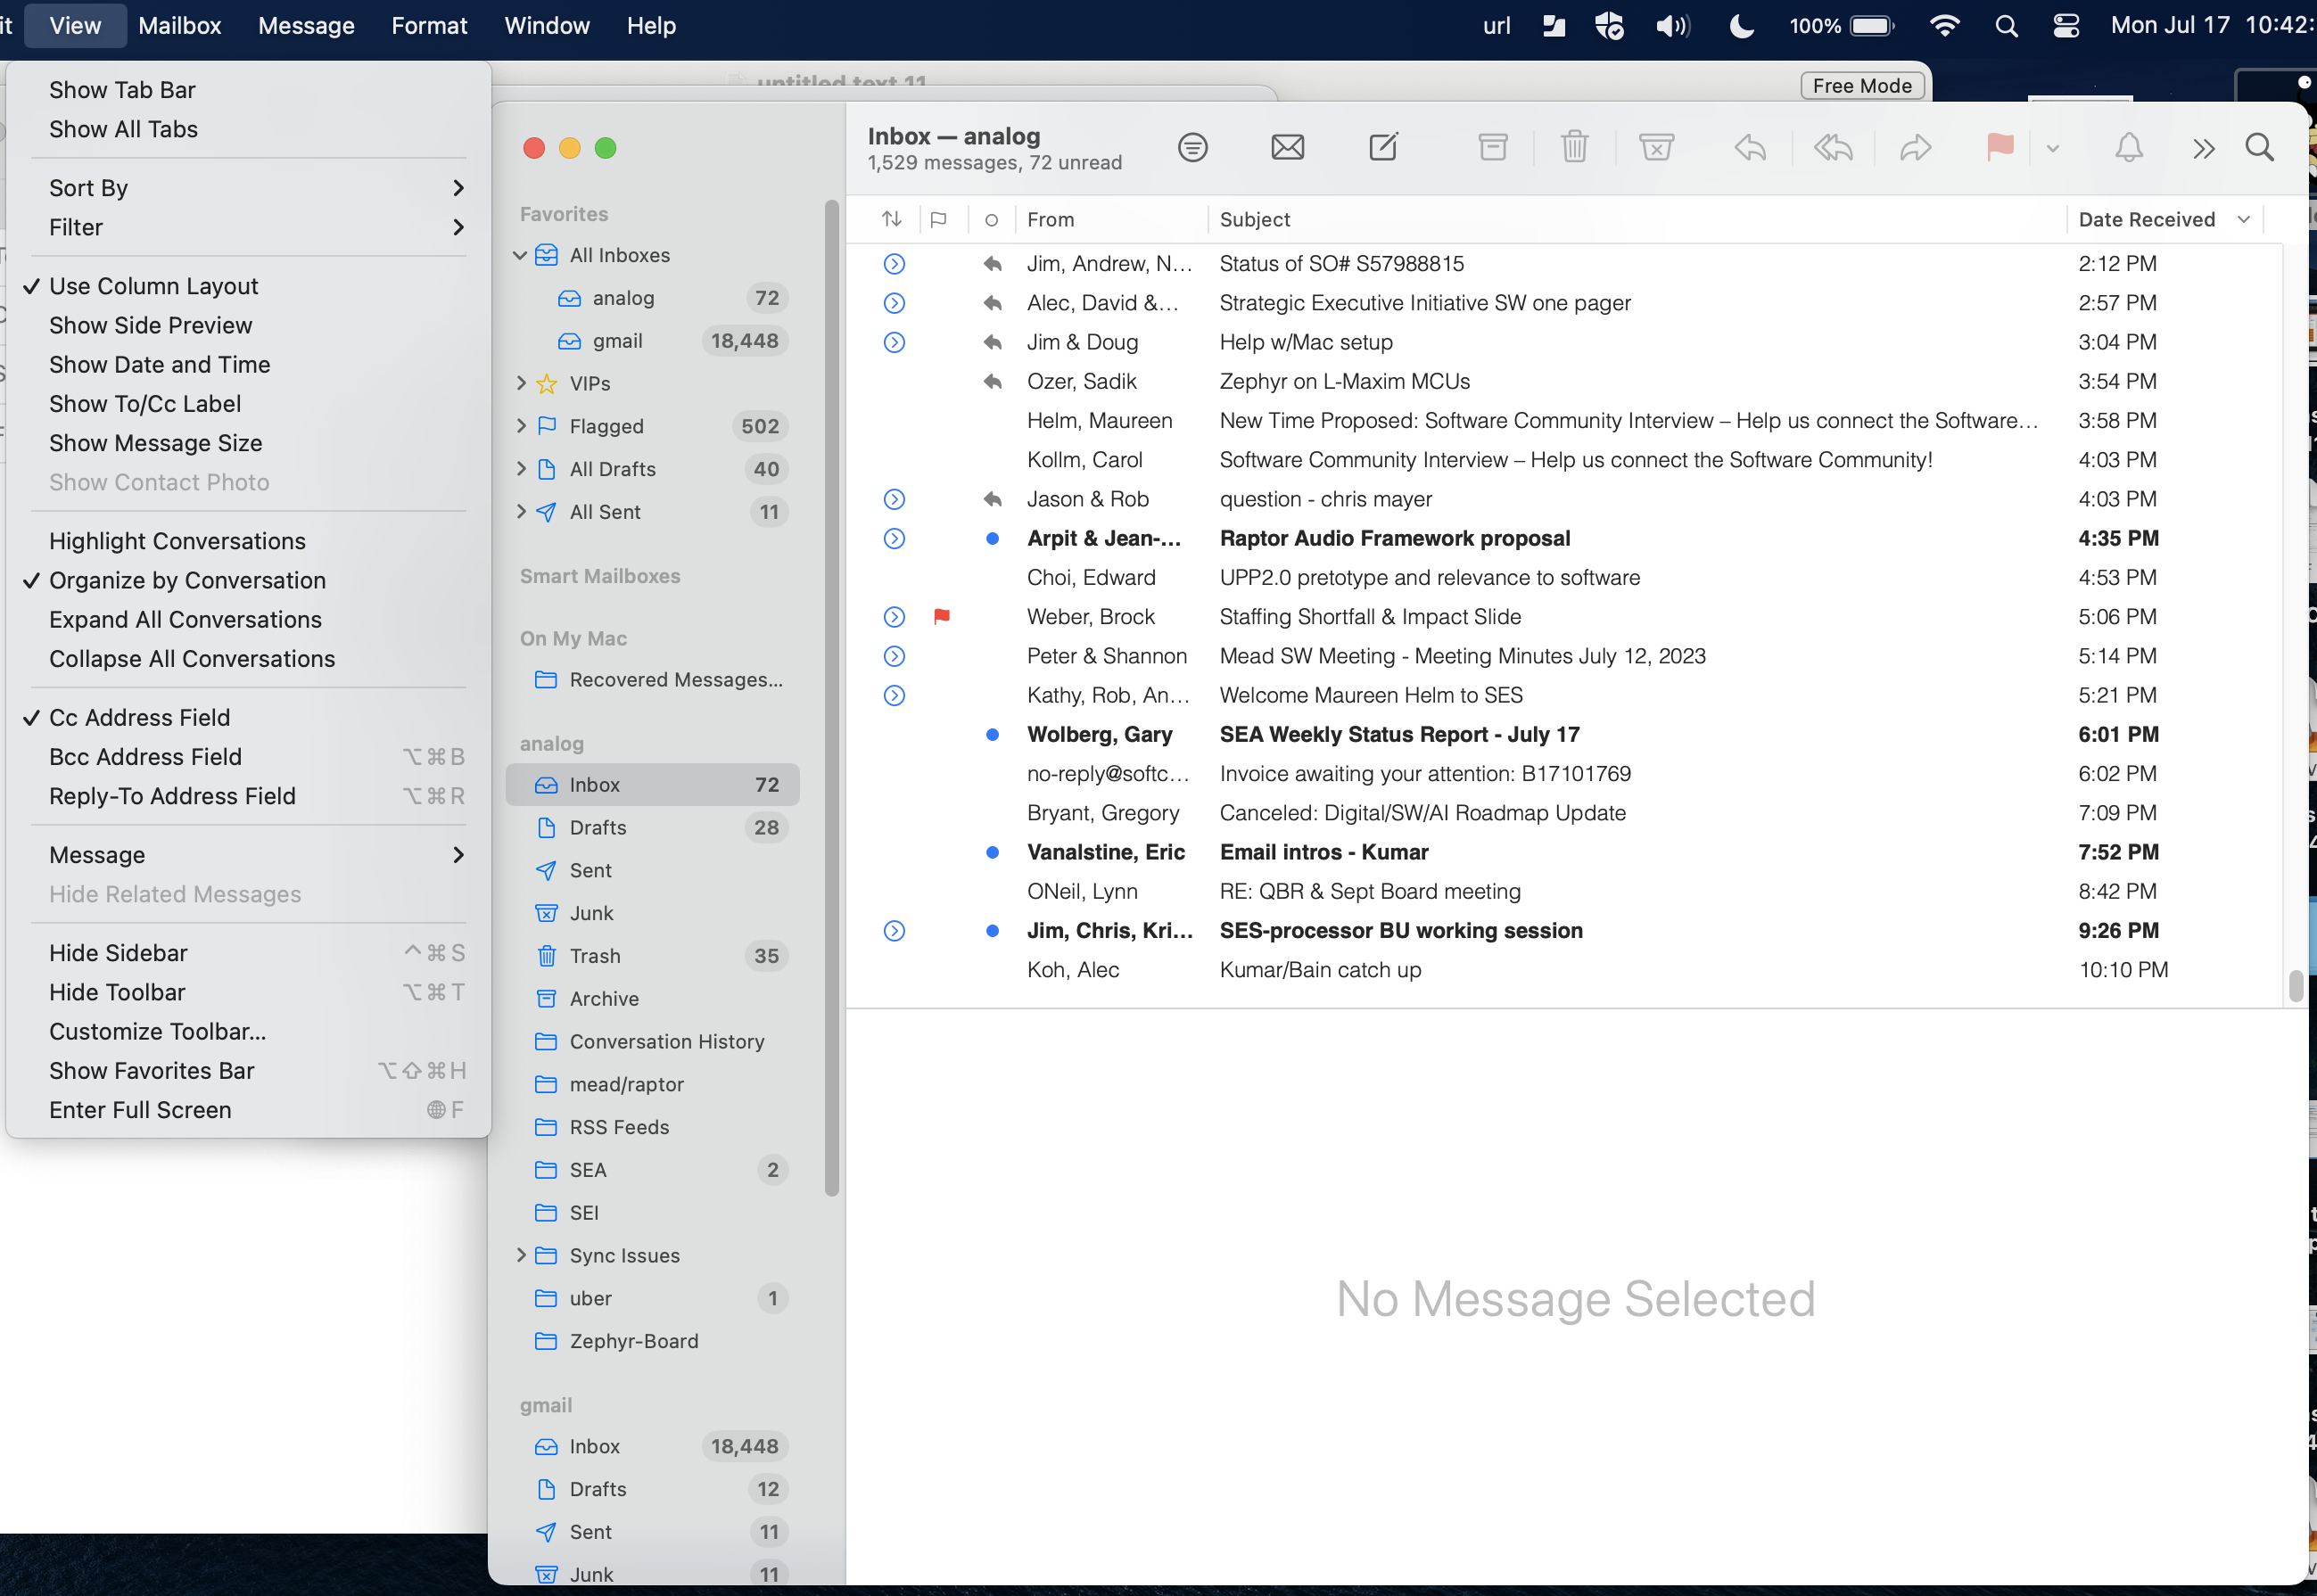 it View Mailbox Message Format Window Help url 100% Mon Jul 17 10:42:
untitled text 11
Free Mode
Show Tab Bar
Show All Tabs
Sort By
Filter
Use Column Layout
Show Side Preview
Show Date and Time
Show To/Cc Label
Show Message Size
Show Contact Photo
Highlight Conversations
Organize by Conversation
Expand All Conversations
Collapse All Conversations
Cc Address Field
Bcc Address Field ⌥⌘B
Reply-To Address Field ⌥⌘R
Message
Hide Related Messages
Hide Sidebar ^⌘S
Hide Toolbar ⌥⌘T
Customize Toolbar...
Show Favorites Bar ⌥⇧⌘H
Enter Full Screen F
Favorites
All Inboxes
analog 72
gmail 18,448
VIPs
Flagged 502
All Drafts 40
All Sent 11
Smart Mailboxes
On My Mac
Recovered Messages...
analog
Inbox 72
Drafts 28
Sent
Junk
Trash 35
Archive
Conversation History
mead/raptor
RSS Feeds
SEA 2
SEI
Sync Issues
uber 1
Zephyr-Board
gmail
Inbox 18,448
Drafts 12
Sent 11
Junk 11
Inbox — analog
1,529 messages, 72 unread
From Subject Date Received
Jim, Andrew, N... Status of SO# S57988815 2:12 PM
Alec, David &... Strategic Executive Initiative SW one pager 2:57 PM
Jim & Doug Help w/Mac setup 3:04 PM
Ozer, Sadik Zephyr on L-Maxim MCUs 3:54 PM
Helm, Maureen New Time Proposed: Software Community Interview – Help us connect the Software... 3:58 PM
Kollm, Carol Software Community Interview – Help us connect the Software Community! 4:03 PM
Jason & Rob question - chris mayer 4:03 PM
Arpit & Jean-... Raptor Audio Framework proposal 4:35 PM
Choi, Edward UPP2.0 pretotype and relevance to software 4:53 PM
Weber, Brock Staffing Shortfall & Impact Slide 5:06 PM
Peter & Shannon Mead SW Meeting - Meeting Minutes July 12, 2023 5:14 PM
Kathy, Rob, An... Welcome Maureen Helm to SES 5:21 PM
Wolberg, Gary SEA Weekly Status Report - July 17 6:01 PM
no-reply@softc... Invoice awaiting your attention: B17101769 6:02 PM
Bryant, Gregory Canceled: Digital/SW/AI Roadmap Update 7:09 PM
Vanalstine, Eric Email intros - Kumar 7:52 PM
ONeil, Lynn RE: QBR & Sept Board meeting 8:42 PM
Jim, Chris, Kri... SES-processor BU working session 9:26 PM
Koh, Alec Kumar/Bain catch up 10:10 PM
No Message Selected